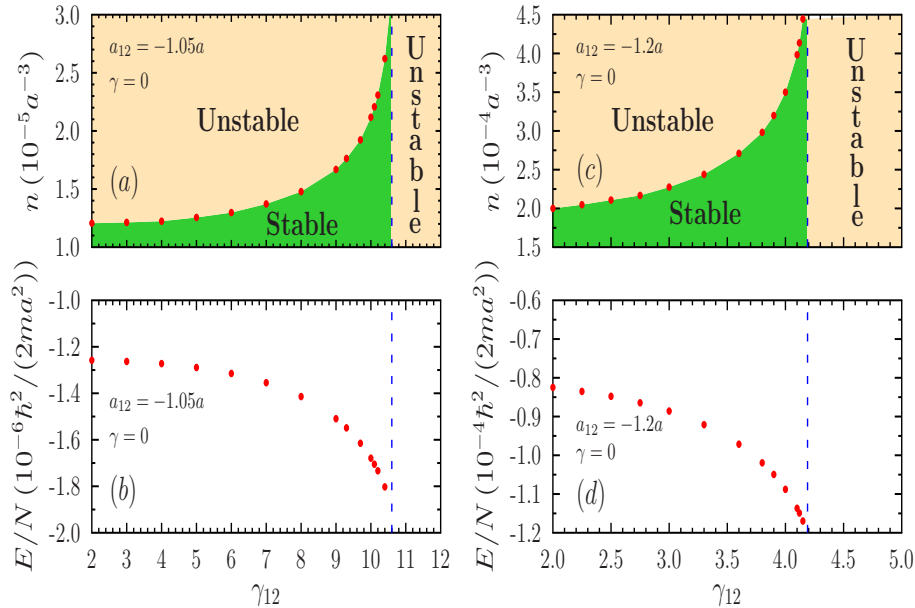 n (10⁻⁵a⁻³)
3.0
2.5
2.0
1.5
1.0
a₁₂ = −1.05a
γ = 0
Unstable
(a)
Stable
Unstable
n (10⁻⁴a⁻³)
4.5
4.0
3.5
3.0
2.5
2.0
1.5
a₁₂ = −1.2a
γ = 0
Unstable
(c)
Stable
Unstable
E/N (10⁻⁶ħ²/(2ma²))
-1.0
-1.2
-1.4
-1.6
-1.8
-2.0
a₁₂ = −1.05a
γ = 0
(b)
2 3 4 5 6 7 8 9 10 11 12
γ₁₂
E/N (10⁻⁴ħ²/(2ma²))
-0.6
-0.7
-0.8
-0.9
-1.0
-1.1
-1.2
a₁₂ = −1.2a
γ = 0
(d)
2.0 2.5 3.0 3.5 4.0 4.5 5.0
γ₁₂